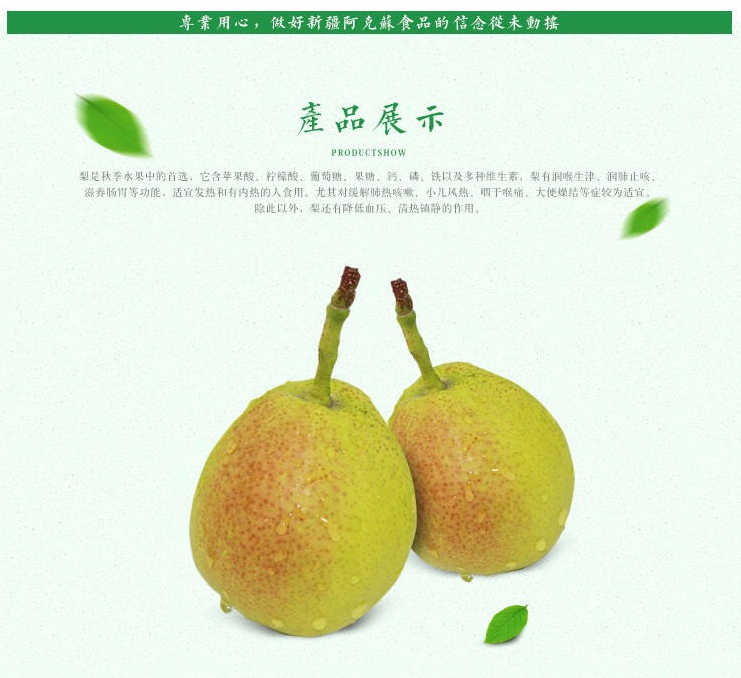 專業用心，做好新疆阿克蘇食品的信念從未動搖
產品展示
PRODUCTSHOW
梨是秋季水果中的首选，它含苹果酸、柠檬酸、葡萄糖、果糖、钙、磷、铁以及多种维生素，梨有润喉生津、润肺止咳、
滋养肠胃等功能，适宜发热和有内热的人食用。尤其对缓解肺热咳嗽、小儿风热、咽干喉痛、大便燥结等症较为适宜。
除此以外，梨还有降低血压、清热镇静的作用。